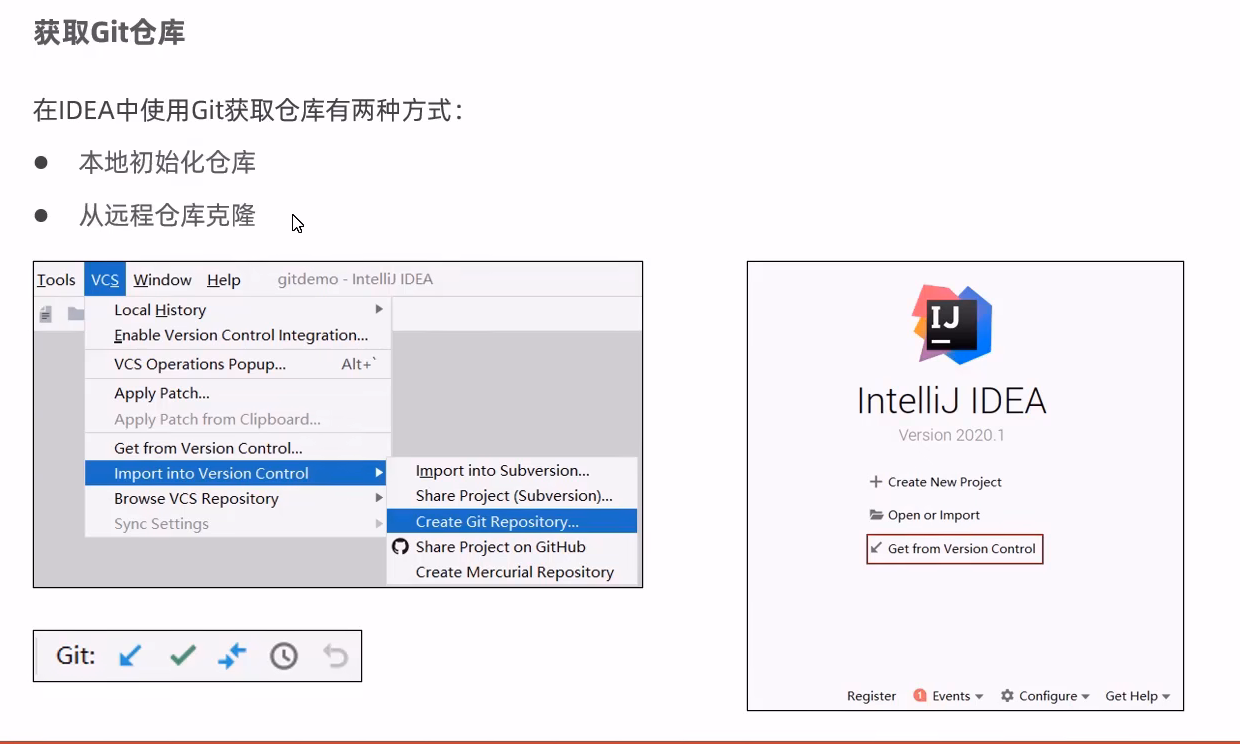 获取Git仓库
在IDEA中使用Git获取仓库有两种方式：
本地初始化仓库
从远程仓库克隆
Tools VCS Window Help gitdemo - IntelliJ IDEA
Local History
Enable Version Control Integration...
VCS Operations Popup... Alt+`
Apply Patch...
Apply Patch from Clipboard...
Get from Version Control...
Import into Version Control
Browse VCS Repository
Sync Settings
Import into Subversion...
Share Project (Subversion)...
Create Git Repository...
Share Project on GitHub
Create Mercurial Repository
Git:
IJ
IntelliJ IDEA
Version 2020.1
Create New Project
Open or Import
Get from Version Control
Register 1 Events Configure Get Help